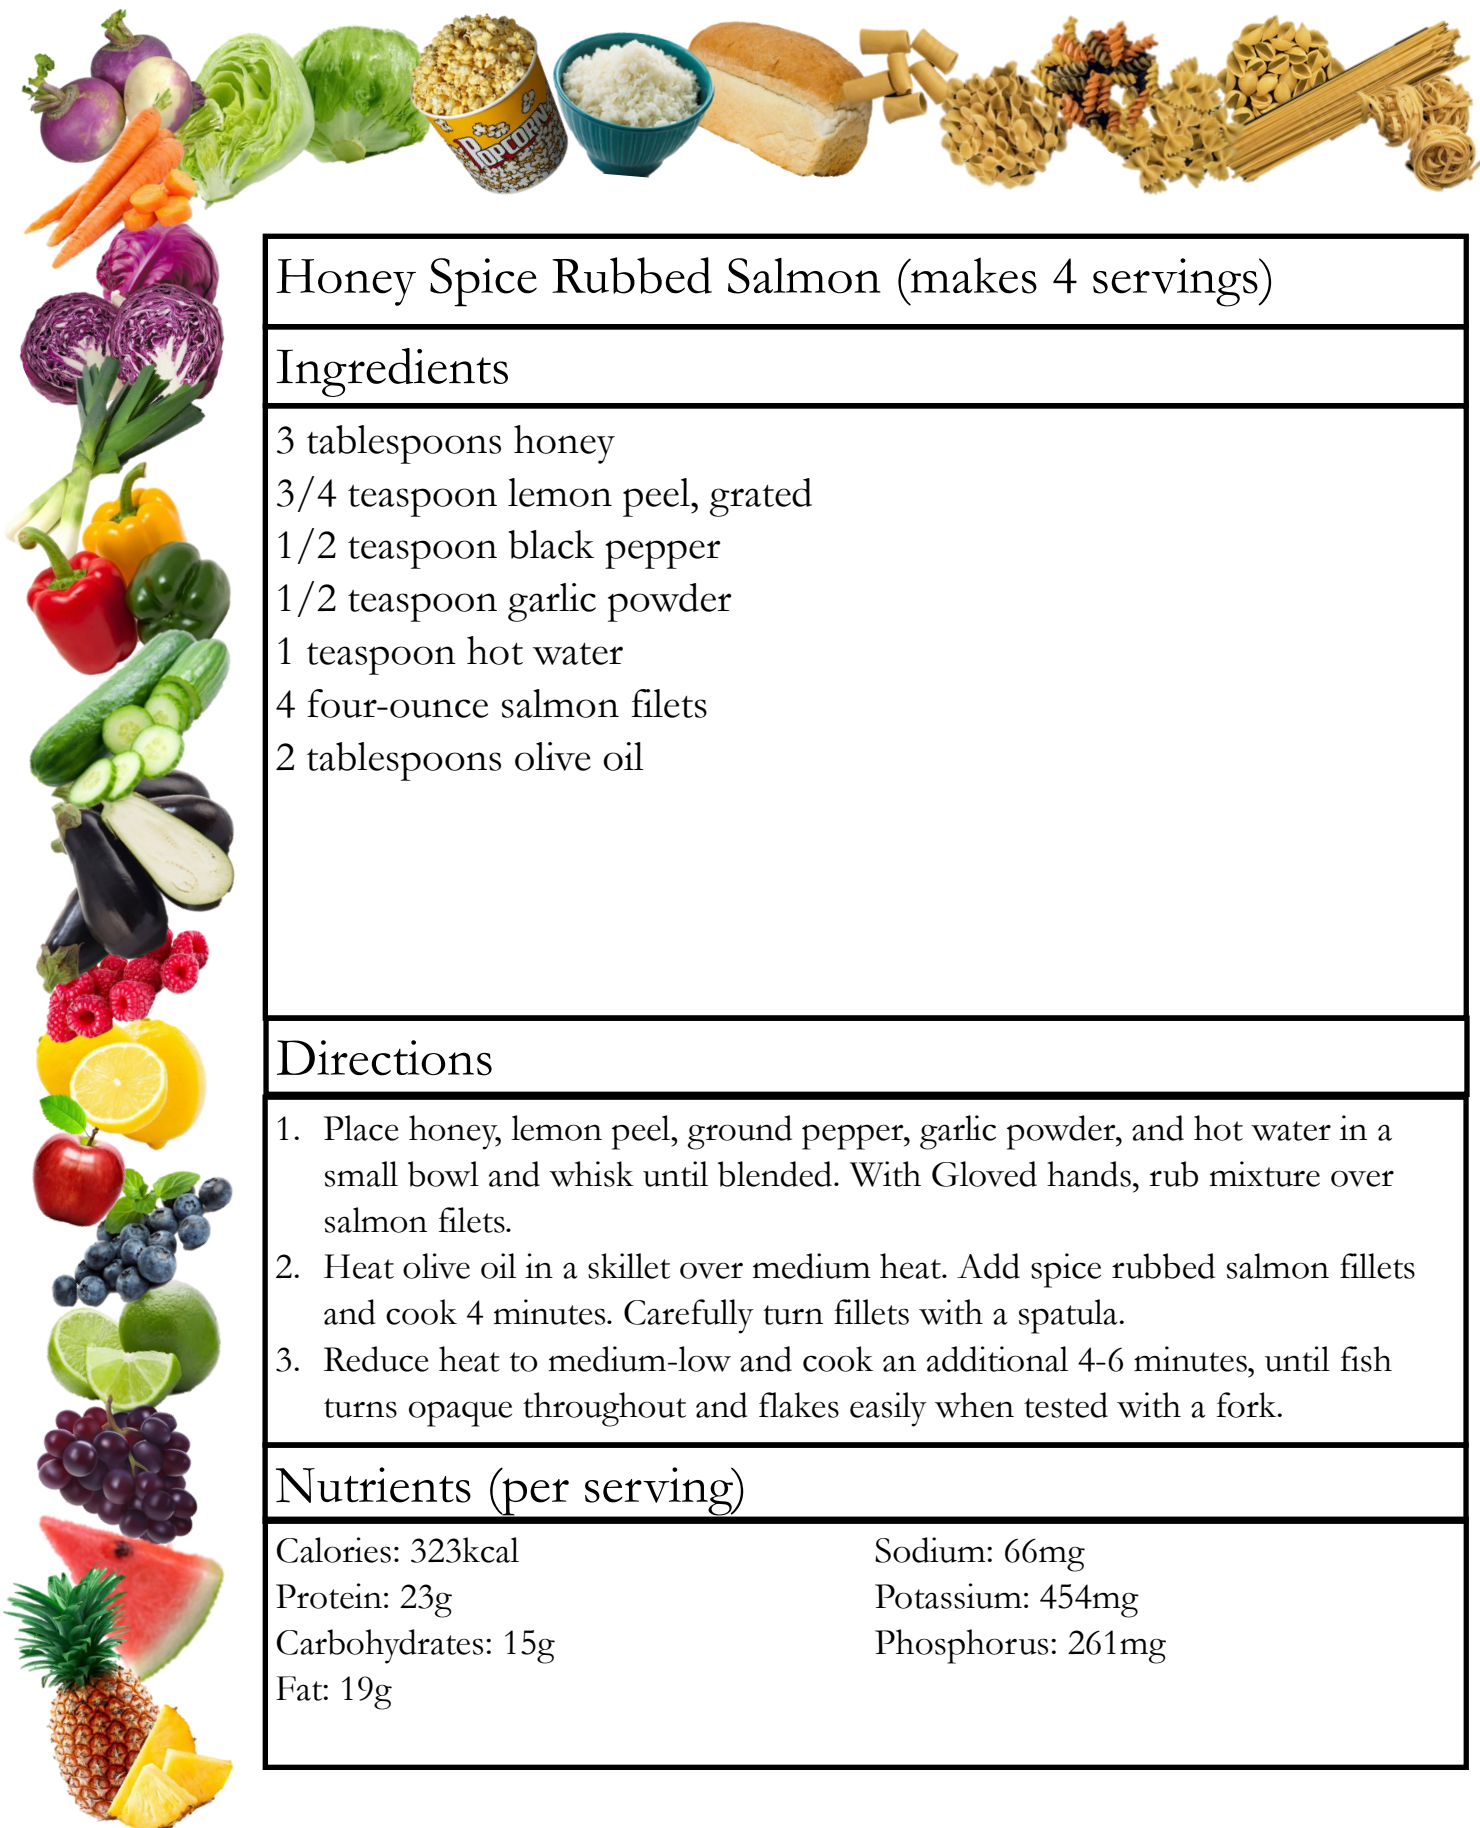 POPCORN
Honey Spice Rubbed Salmon (makes 4 servings)
Ingredients
3 tablespoons honey
3/4 teaspoon lemon peel, grated
1/2 teaspoon black pepper
1/2 teaspoon garlic powder
1 teaspoon hot water
4 four-ounce salmon filets
2 tablespoons olive oil
Directions
1. Place honey, lemon peel, ground pepper, garlic powder, and hot water in a
small bowl and whisk until blended. With Gloved hands, rub mixture over
salmon filets.
2. Heat olive oil in a skillet over medium heat. Add spice rubbed salmon fillets
and cook 4 minutes. Carefully turn fillets with a spatula.
3. Reduce heat to medium-low and cook an additional 4-6 minutes, until fish
turns opaque throughout and flakes easily when tested with a fork.
Nutrients (per serving)
Calories: 323kcal
Protein: 23g
Carbohydrates: 15g
Fat: 19g
Sodium: 66mg
Potassium: 454mg
Phosphorus: 261mg